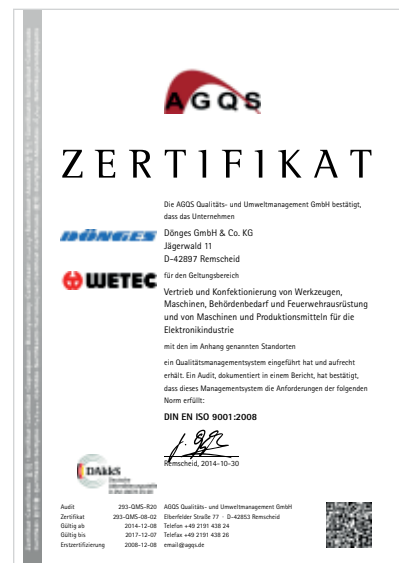 AGQS
ZERTIFIKAT
Die AGQS Qualitäts- und Umweltmanagement GmbH bestätigt,
dass das Unternehmen
DÖNGES
Dönges GmbH & Co. KG
Jägerwald 11
D-42897 Remscheid
WETEC
für den Geltungsbereich
Vertrieb und Konfektionierung von Werkzeugen,
Maschinen, Behördenbedarf und Feuerwehrausrüstung
und von Maschinen und Produktionsmitteln für die
Elektronikindustrie
mit den im Anhang genannten Standorten
ein Qualitätsmanagementsystem eingeführt hat und aufrecht
erhält. Ein Audit, dokumentiert in einem Bericht, hat bestätigt,
dass dieses Managementsystem die Anforderungen der folgenden
Norm erfüllt:
DIN EN ISO 9001:2008
Remscheid, 2014-10-30
DAkkS
Deutsche
Akkreditierungsstelle
Audit 293-QMS-R20 AGQS Qualitäts- und Umweltmanagement GmbH
Zertifikat 293-QMS-08-02 Elberfelder Straße 77 · D-42853 Remscheid
Gültig ab 2014-12-08 Telefon +49 2191 438 24
Gültig bis 2017-12-07 Telefax +49 2191 438 26
Erstzertifizierung 2008-12-08 email@agqs.de